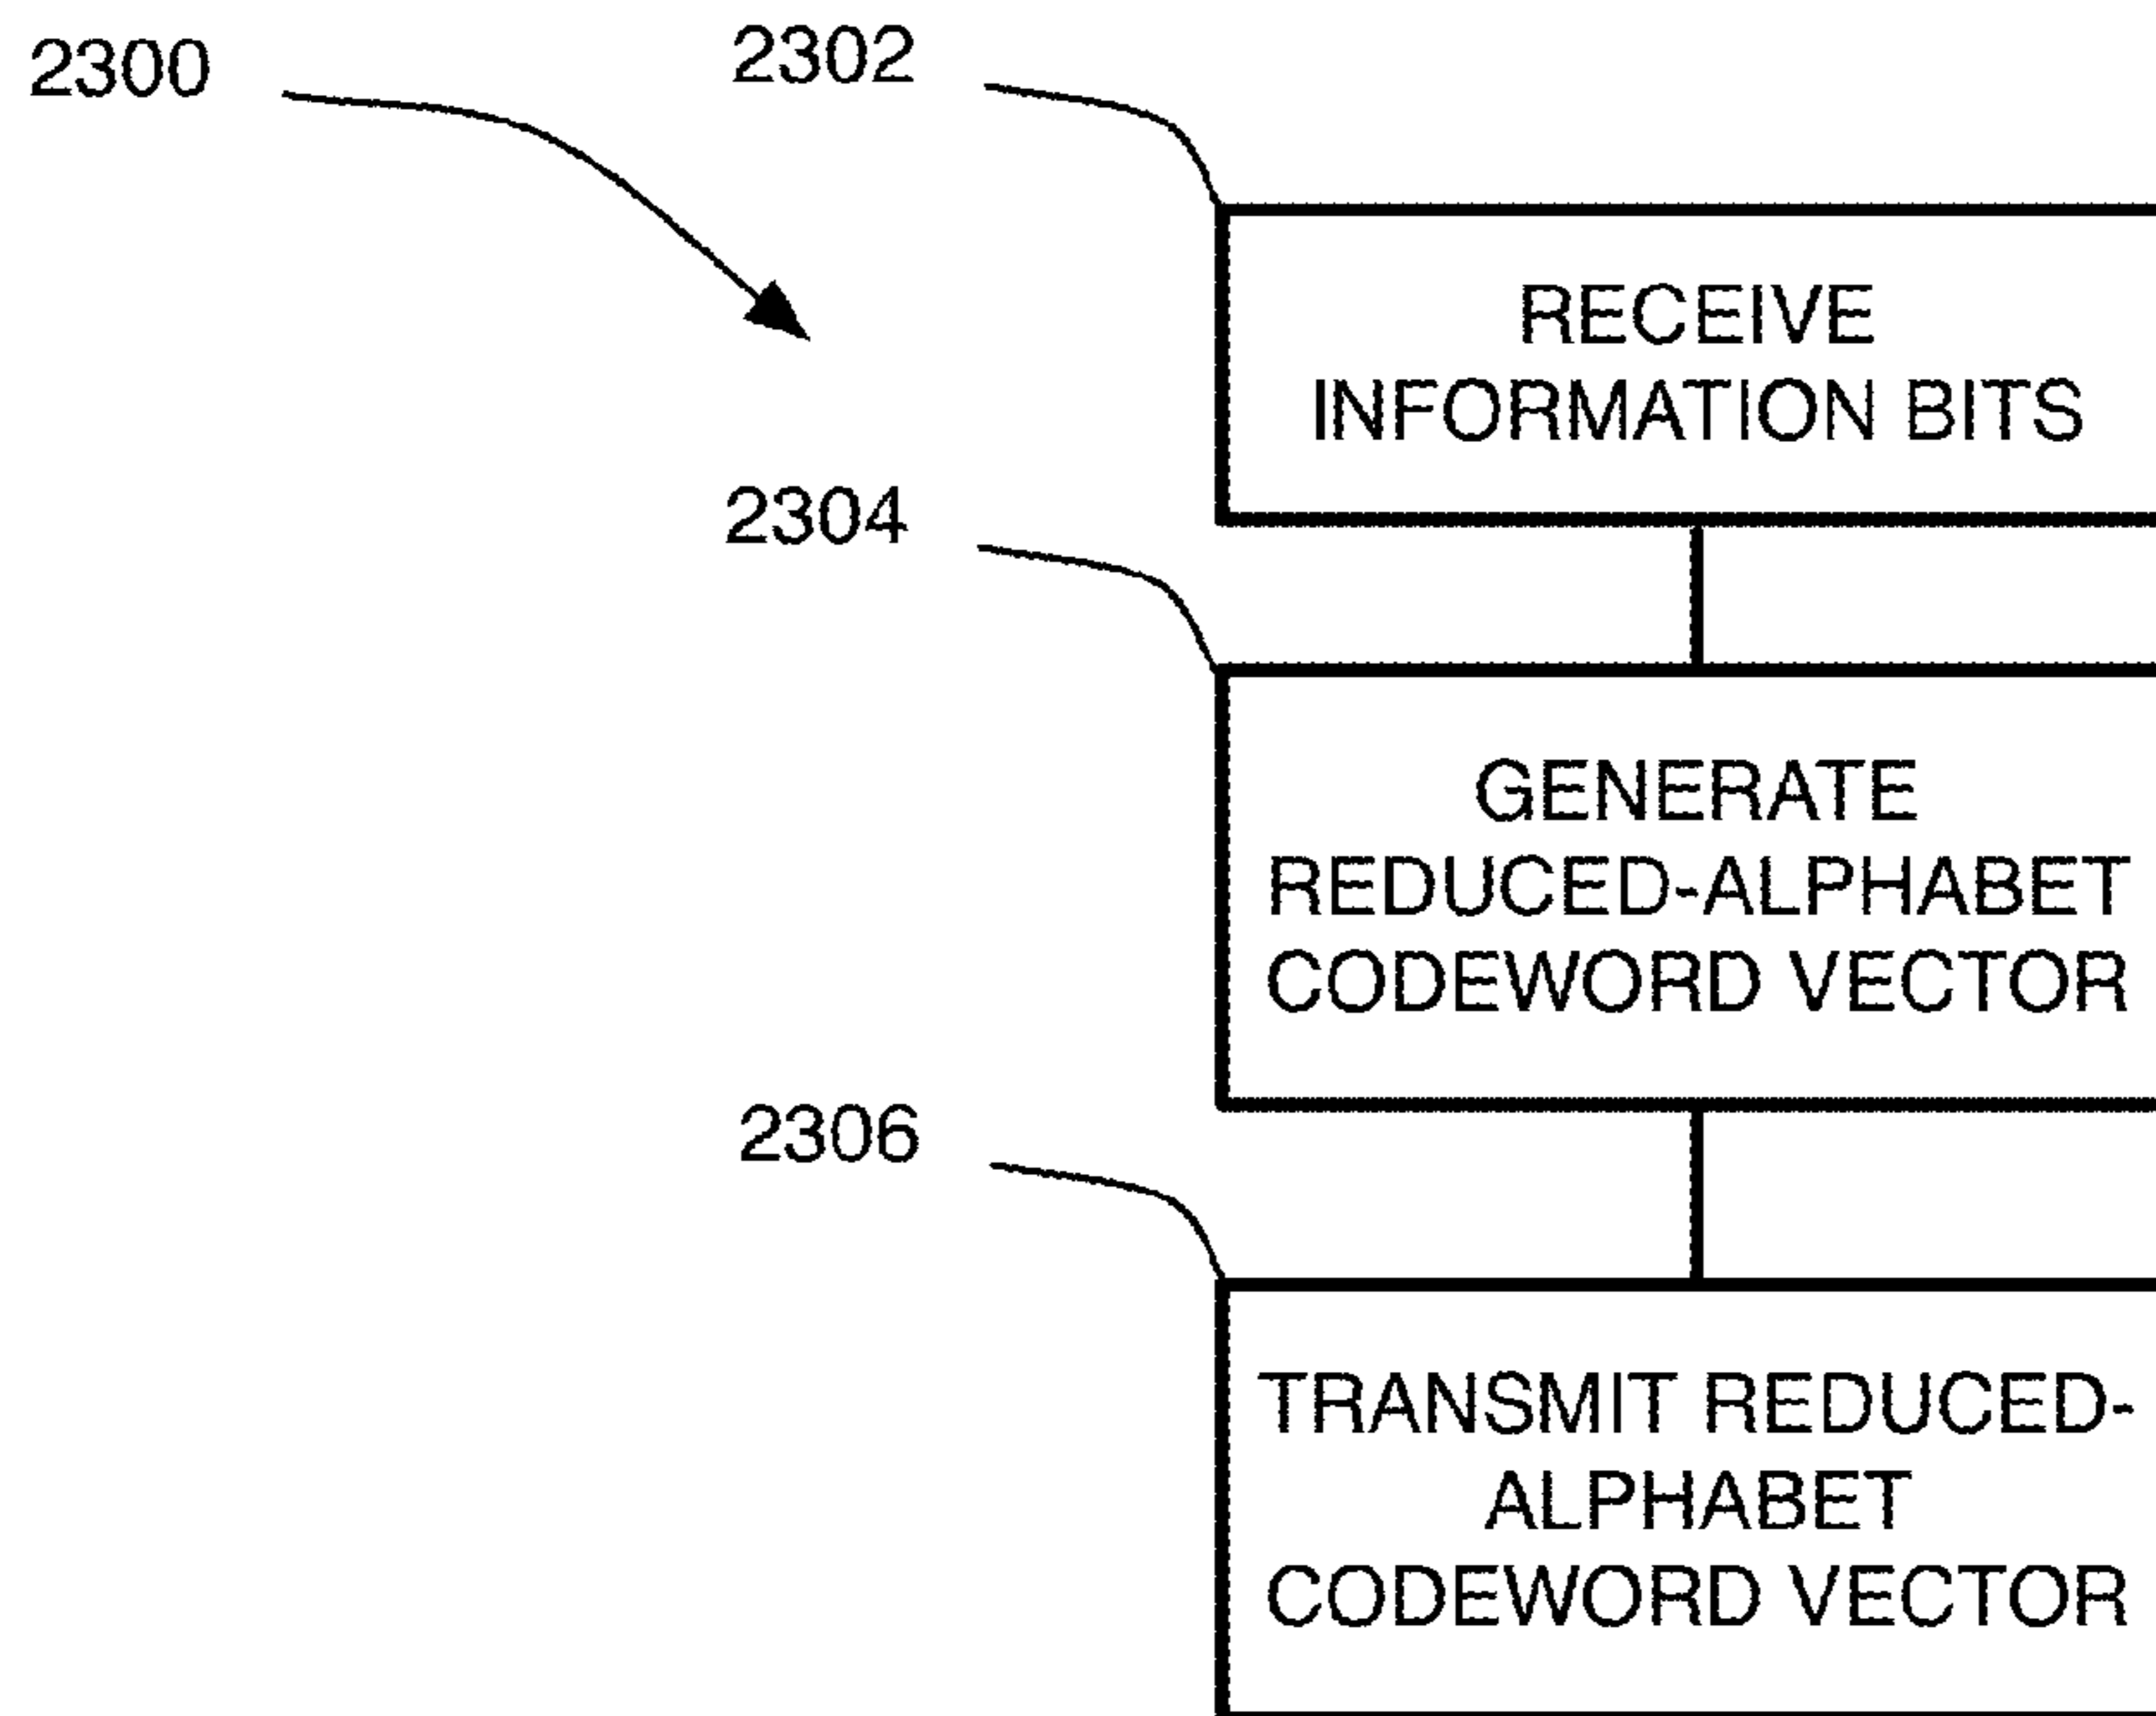 2300
2302
RECEIVE
INFORMATION BITS
2304
GENERATE
REDUCED-ALPHABET
CODEWORD VECTOR
2306
TRANSMIT REDUCED-
ALPHABET
CODEWORD VECTOR